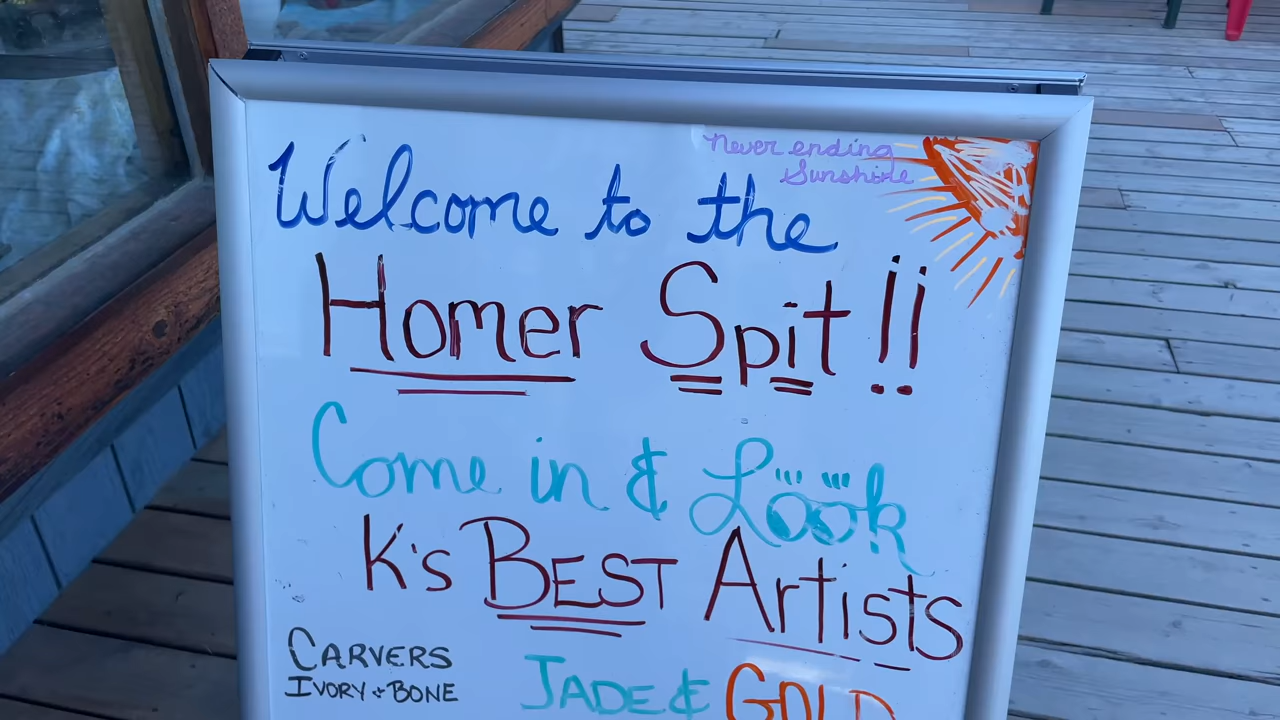 Never ending
Sunshine
Welcome to the
Homer Spit!!
Come in & Look
K's BEST Artists
CARVERS
IVORY + BONE
JADE & GOLD